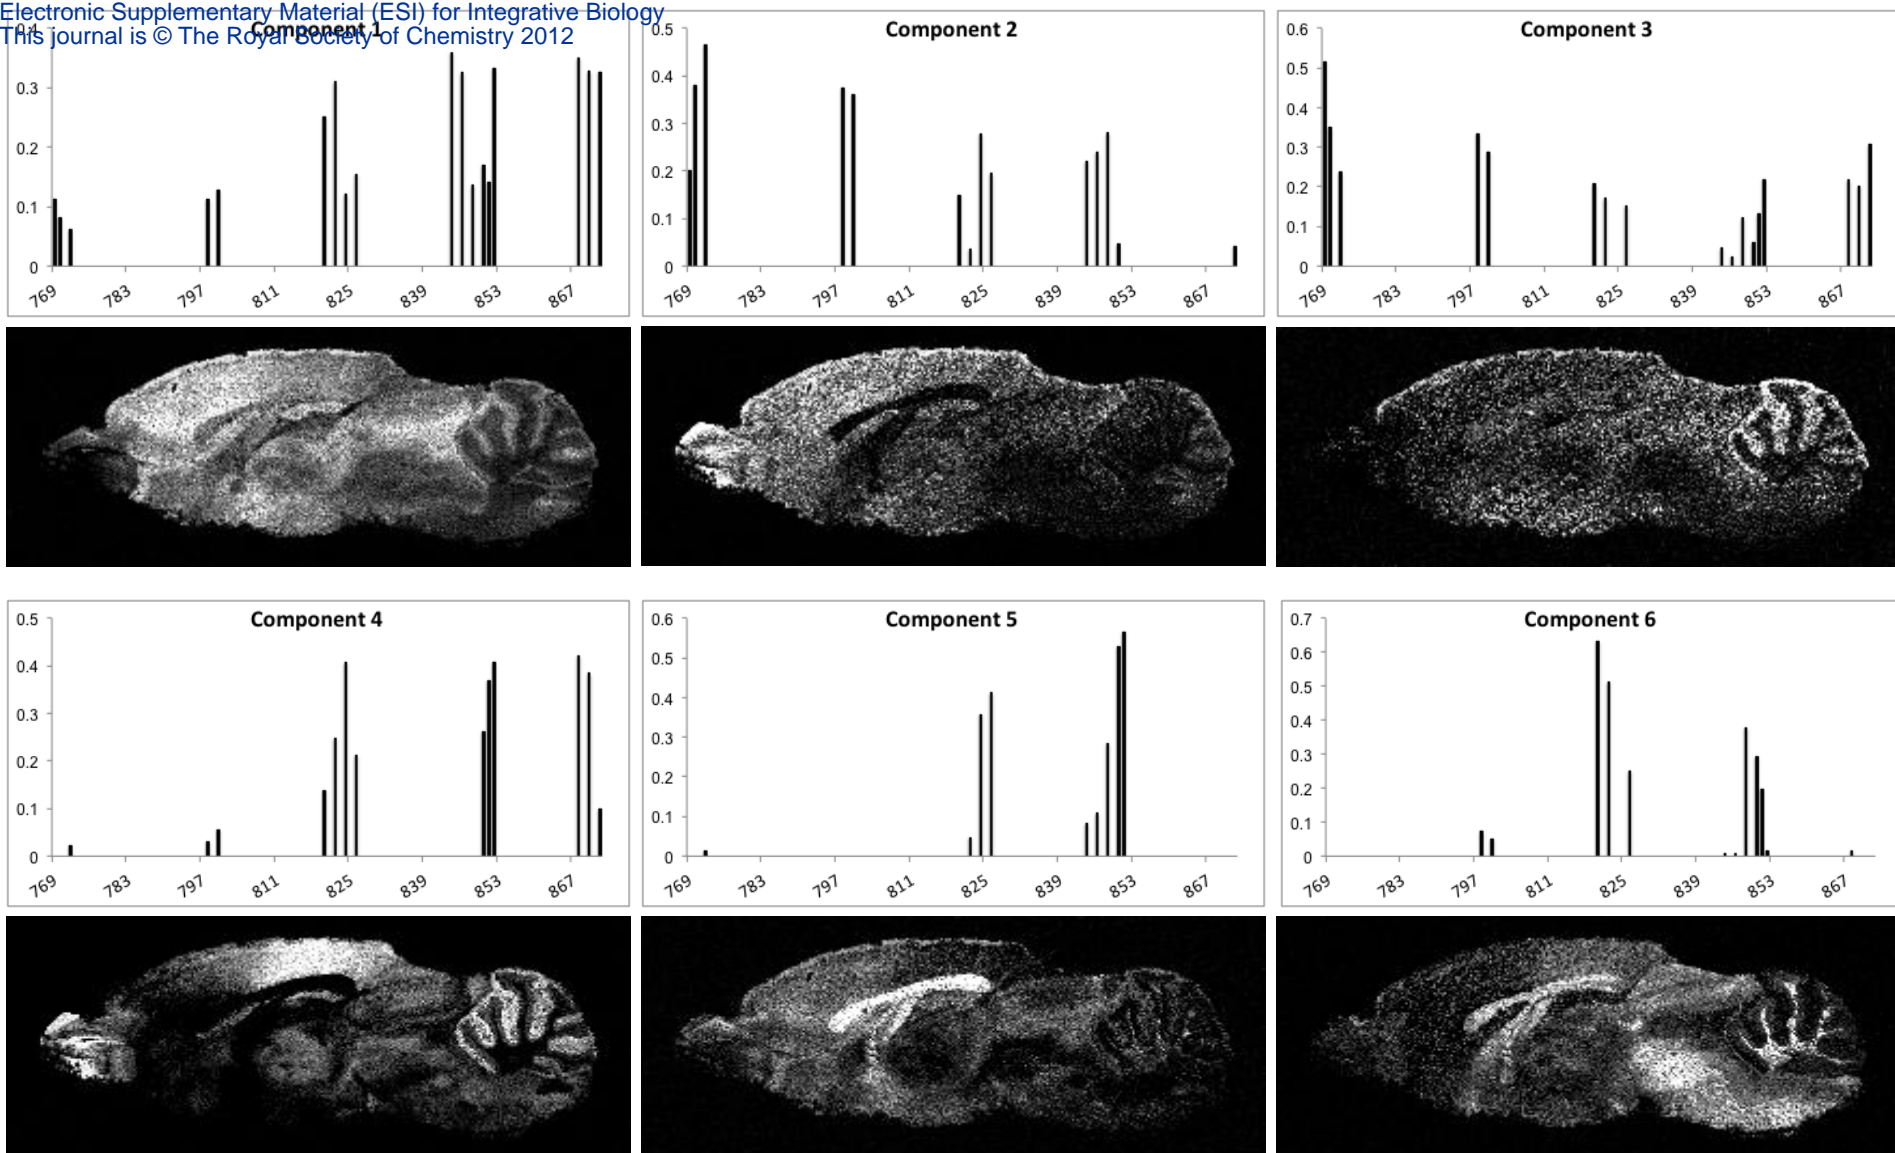 Electronic Supplementary Material (ESI) for Integrative Biology
This journal is © The Royal Society of Chemistry 2012
Component 1
0.4
0.3
0.2
0.1
0
769 783 797 811 825 839 853 867
Component 2
0.5
0.4
0.3
0.2
0.1
0
769 783 797 811 825 839 853 867
Component 3
0.6
0.5
0.4
0.3
0.2
0.1
0
769 783 797 811 825 839 853 867
Component 4
0.5
0.4
0.3
0.2
0.1
0
769 783 797 811 825 839 853 867
Component 5
0.6
0.5
0.4
0.3
0.2
0.1
0
769 783 797 811 825 839 853 867
Component 6
0.7
0.6
0.5
0.4
0.3
0.2
0.1
0
769 783 797 811 825 839 853 867